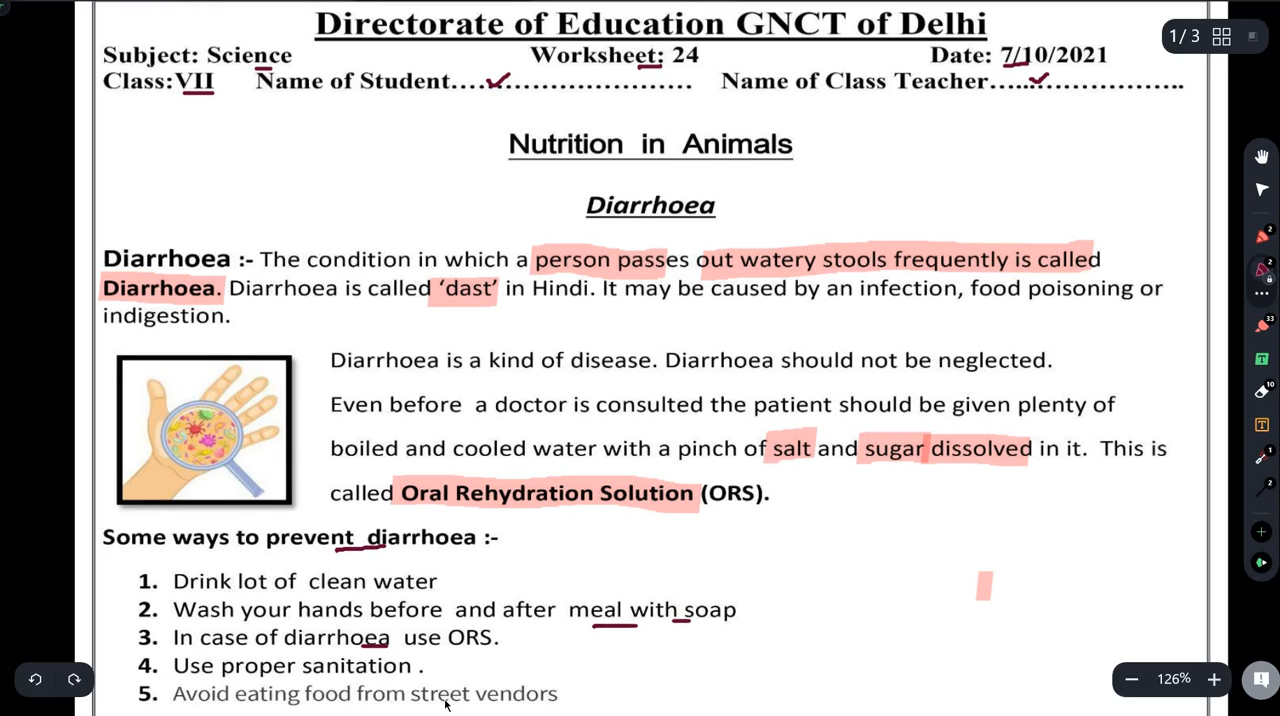 Directorate of Education GNCT of Delhi
Subject: Science Worksheet: 24 Date: 7/10/2021
Class:VII Name of Student.............................. Name of Class Teacher.........................
1 / 3
Nutrition in Animals
Diarrhoea
Diarrhoea :- The condition in which a person passes out watery stools frequently is called
Diarrhoea. Diarrhoea is called ‘dast’ in Hindi. It may be caused by an infection, food poisoning or
indigestion.
Diarrhoea is a kind of disease. Diarrhoea should not be neglected.
Even before a doctor is consulted the patient should be given plenty of
boiled and cooled water with a pinch of salt and sugar dissolved in it. This is
called Oral Rehydration Solution (ORS).
Some ways to prevent diarrhoea :-
1. Drink lot of clean water
2. Wash your hands before and after meal with soap
3. In case of diarrhoea use ORS.
4. Use proper sanitation .
5. Avoid eating food from street vendors
2
2
33
T
10
T
1
2
126%